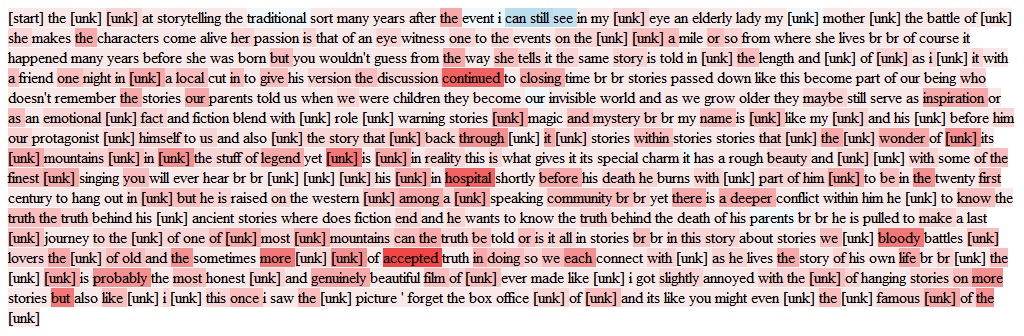 [start] the [unk] [unk] at storytelling the traditional sort many years after the event i can still see in my [unk] eye an elderly lady my [unk] mother [unk] the battle of [unk]
she makes the characters come alive her passion is that of an eye witness one to the events on the [unk] [unk] a mile or so from where she lives br br of course it
happened many years before she was born but you wouldn't guess from the way she tells it the same story is told in [unk] the length and [unk] of [unk] as i [unk] it with
a friend one night in [unk] a local cut in to give his version the discussion continued to closing time br br stories passed down like this become part of our being who
doesn't remember the stories our parents told us when we were children they become our invisible world and as we grow older they maybe still serve as inspiration or
as an emotional [unk] fact and fiction blend with [unk] role [unk] warning stories [unk] magic and mystery br br my name is [unk] like my [unk] and his [unk] before him
our protagonist [unk] himself to us and also [unk] the story that [unk] back through [unk] it [unk] stories within stories stories that [unk] the [unk] wonder of [unk] its
[unk] mountains [unk] in [unk] the stuff of legend yet [unk] is [unk] in reality this is what gives it its special charm it has a rough beauty and [unk] [unk] with some of the
finest [unk] singing you will ever hear br br [unk] [unk] [unk] his [unk] in hospital shortly before his death he burns with [unk] part of him [unk] to be in the twenty first
century to hang out in [unk] but he is raised on the western [unk] among a [unk] speaking community br br yet there is a deeper conflict within him he [unk] to know the
truth the truth behind his [unk] ancient stories where does fiction end and he wants to know the truth behind the death of his parents br br he is pulled to make a last
[unk] journey to the [unk] of one of [unk] most [unk] mountains can the truth be told or is it all in stories br br in this story about stories we [unk] bloody battles [unk]
lovers the [unk] of old and the sometimes more [unk] [unk] of accepted truth in doing so we each connect with [unk] as he lives the story of his own life br br [unk] the
[unk] [unk] is probably the most honest [unk] and genuinely beautiful film of [unk] ever made like [unk] i got slightly annoyed with the [unk] of hanging stories on more
stories but also like [unk] i [unk] this once i saw the [unk] picture ' forget the box office [unk] of [unk] and its like you might even [unk] the [unk] famous [unk] of the
[unk]